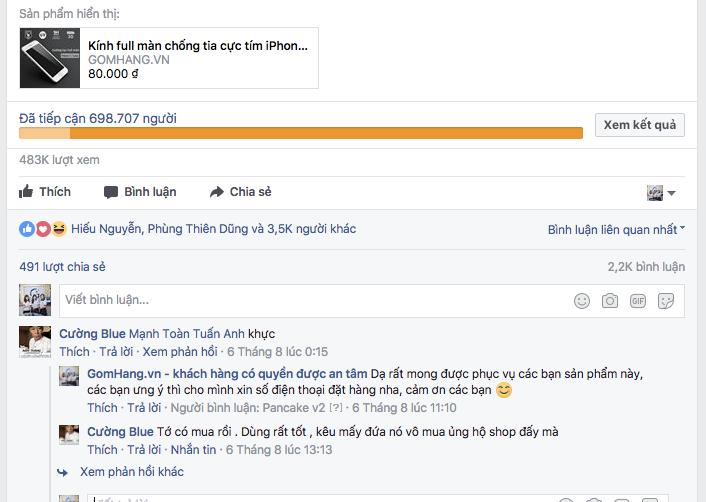 Sản phẩm hiển thị:
Kính full màn chống tia cực tím iPhon...
GOMHANG.VN
80.000 ₫
Đã tiếp cận 698.707 người
Xem kết quả
483K lượt xem
Thích Bình luận Chia sẻ
Hiếu Nguyễn, Phùng Thiên Dũng và 3,5K người khác
Bình luận liên quan nhất
491 lượt chia sẻ
2,2K bình luận
Viết bình luận...
GIF
Cường Blue Mạnh Toàn Tuấn Anh khực
Thích · Trả lời · Xem phản hồi · 6 Tháng 8 lúc 0:15
GomHang.vn - khách hàng có quyền được an tâm Dạ rất mong được phục vụ các bạn sản phẩm này,
các bạn ưng ý thì cho mình xin số điện thoại đặt hàng nha, cảm ơn các bạn 😊
Thích · Trả lời · Người bình luận: Pancake v2 [?] · 6 Tháng 8 lúc 11:10
Cường Blue Tớ có mua rồi . Dùng rất tốt , kêu mấy đứa nó vô mua ủng hộ shop đấy mà
Thích · Trả lời · Nhắn tin · 6 Tháng 8 lúc 13:13
Xem phản hồi khác